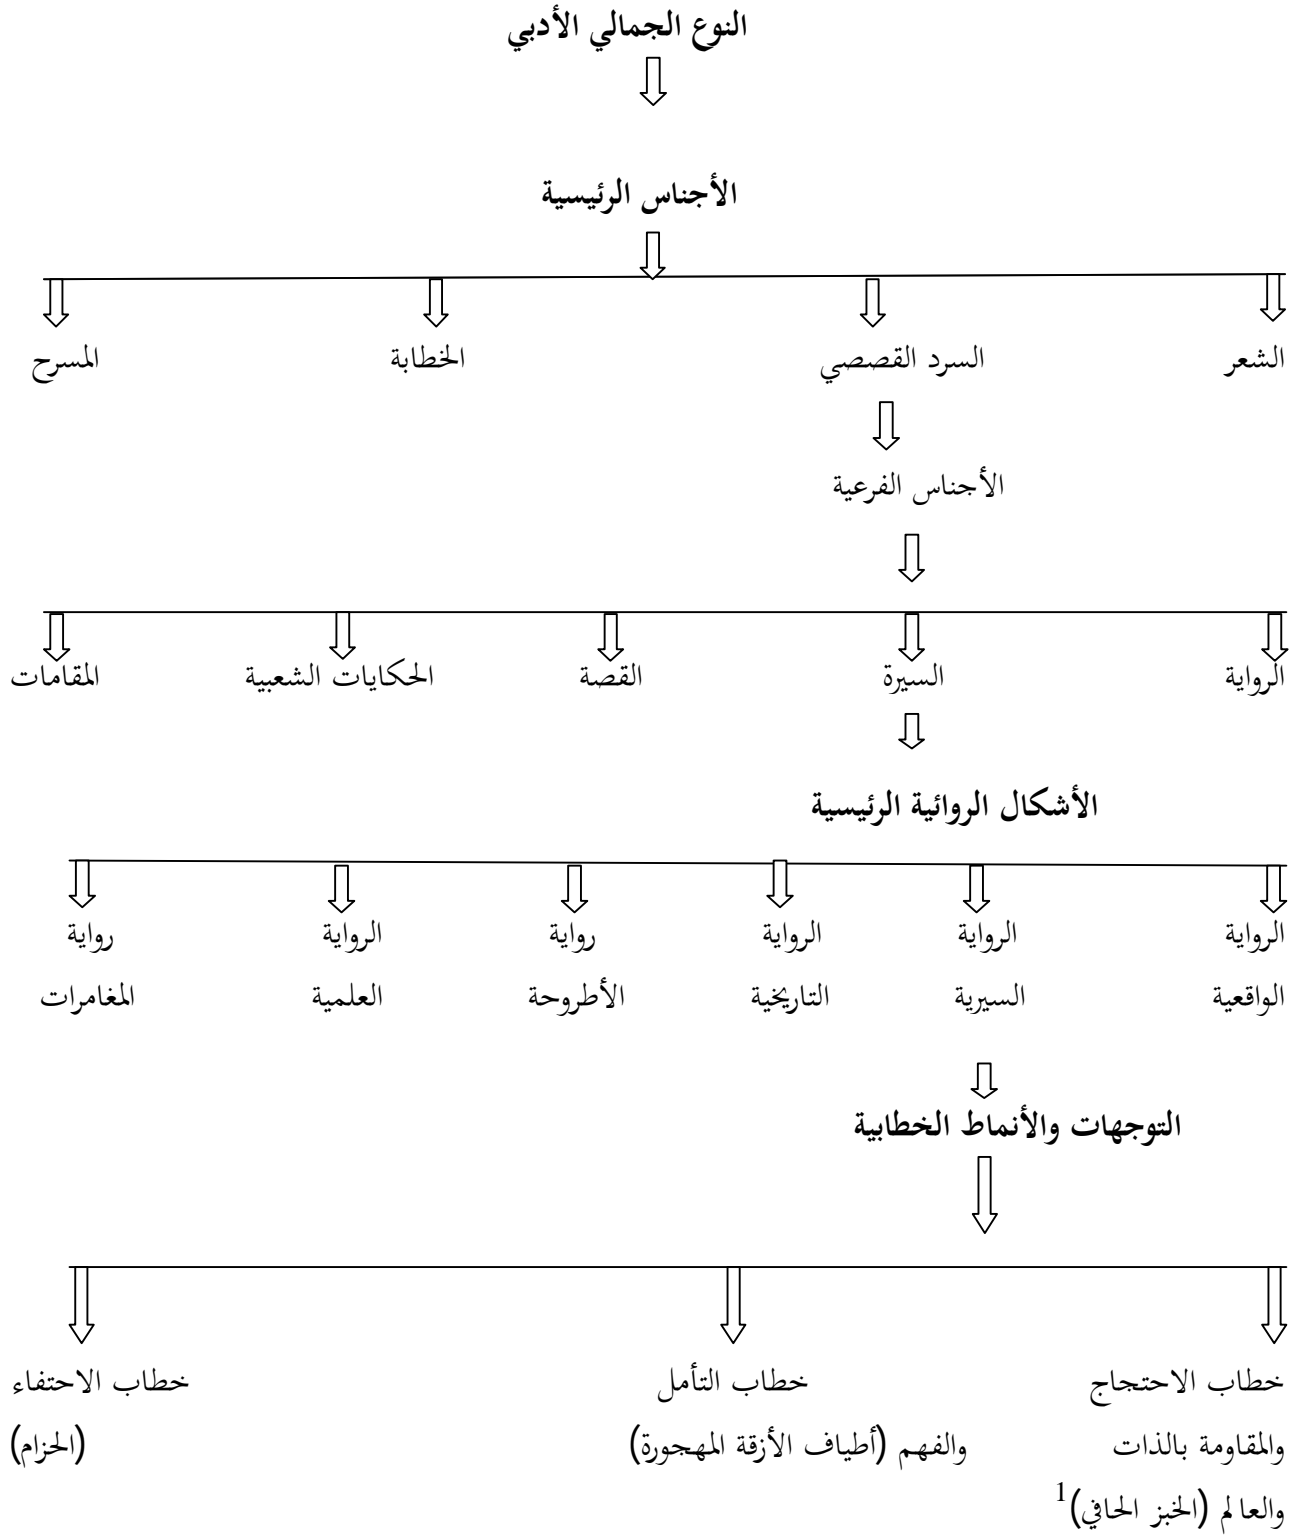 النوع الجمالي الأدبي
الأجناس الرئيسية
الشعر السرد القصصي الخطابة المسرح
الأجناس الفرعية
الرواية السيرة القصة الحكايات الشعبية المقامات
الأشكال الروائية الرئيسية
الرواية الرواية الرواية رواية الرواية رواية
الواقعية السيرية التاريخية الأطروحة العلمية المغامرات
التوجهات والأنماط الخطابية
خطاب الاحتجاج خطاب التأمل خطاب الاحتفاء
والمقاومة بالذات والفهم (أطياف الأزقة المهجورة) (الحزام)
والعالم (الخبز الحافي)1